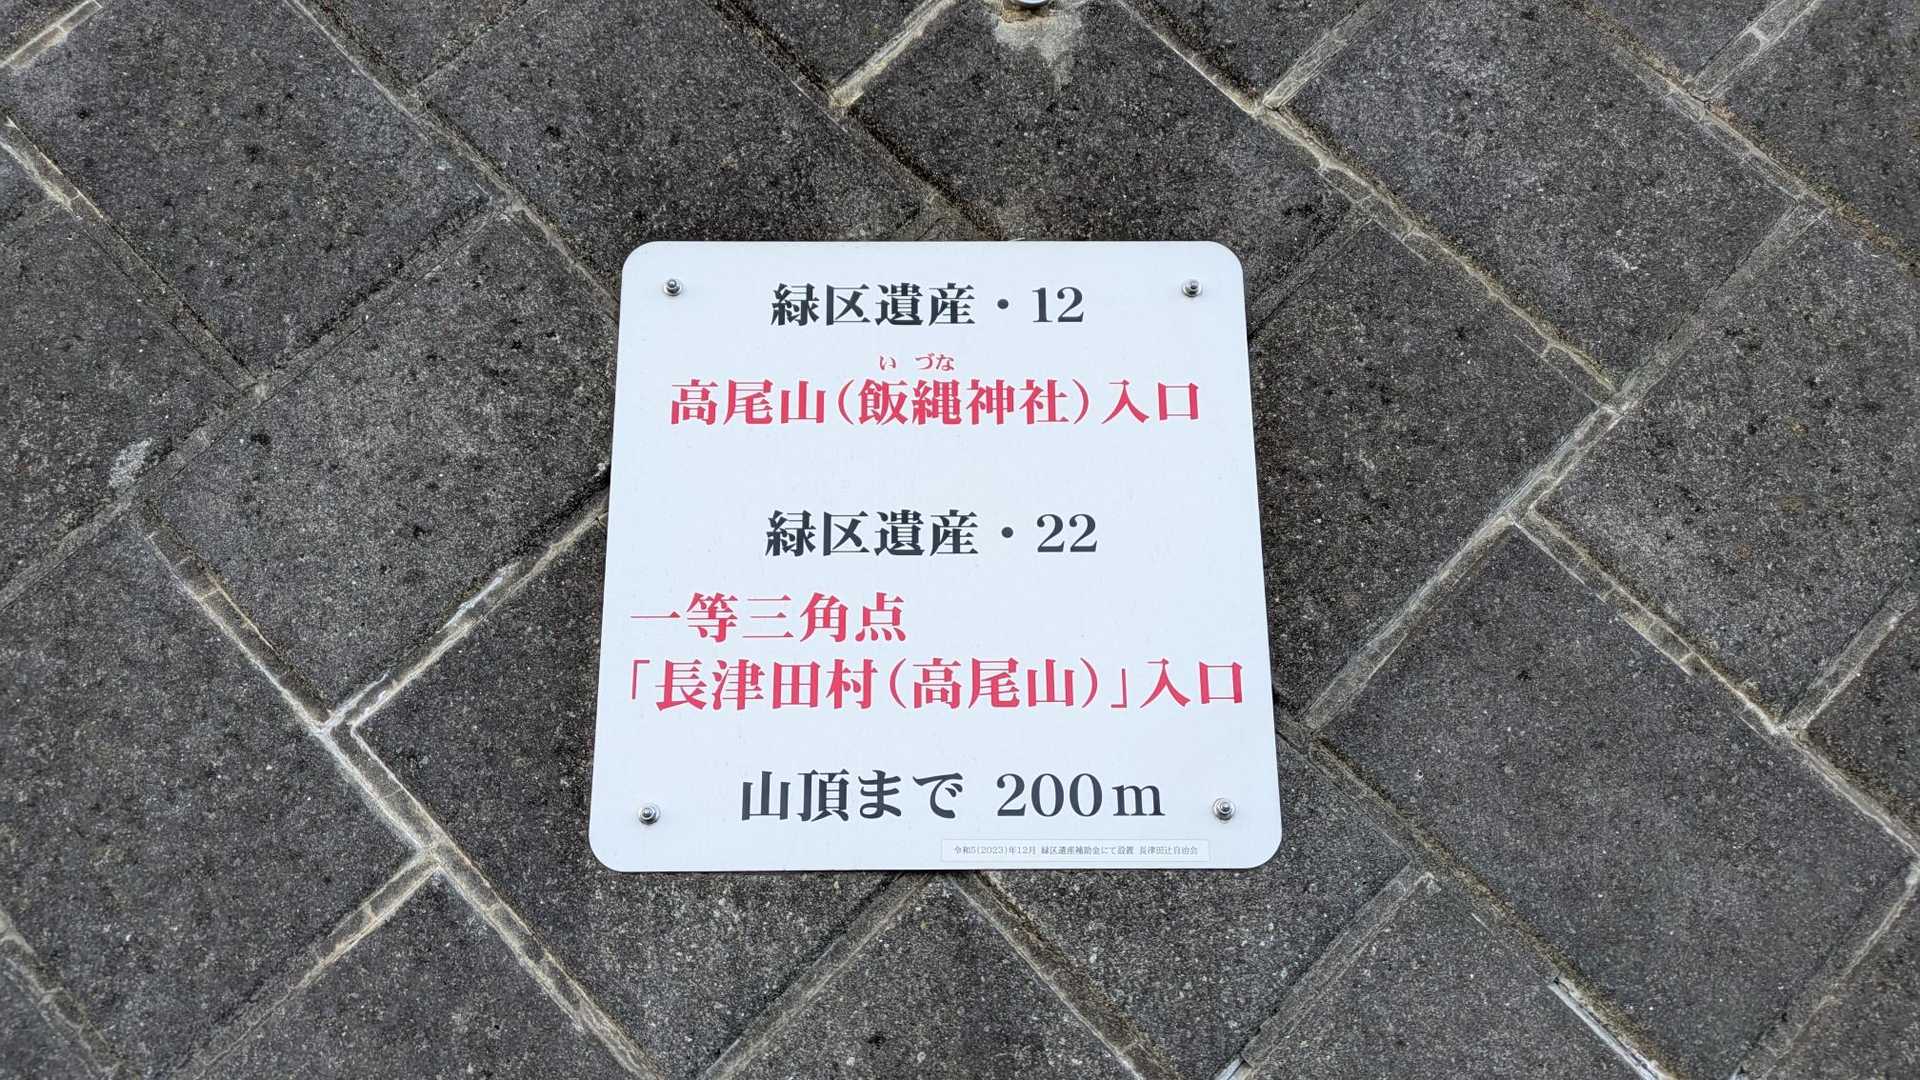 緑区遺産・12
いづな
高尾山（飯縄神社）入口
緑区遺産・22
一等三角点
「長津田村（高尾山）」入口
山頂まで 200m
令和5(2023)年12月 緑区遺産補助金にて設置 長津田辻自治会